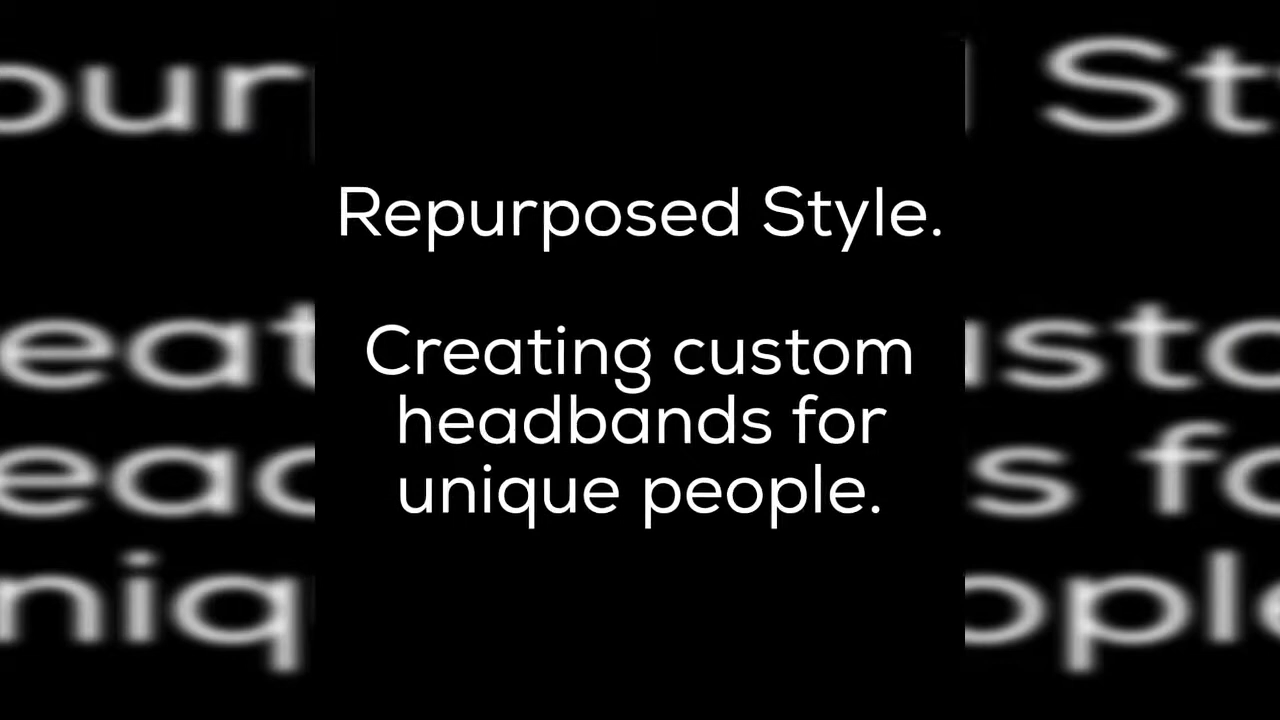 Repurposed Style.
Creating custom
headbands for
unique people.